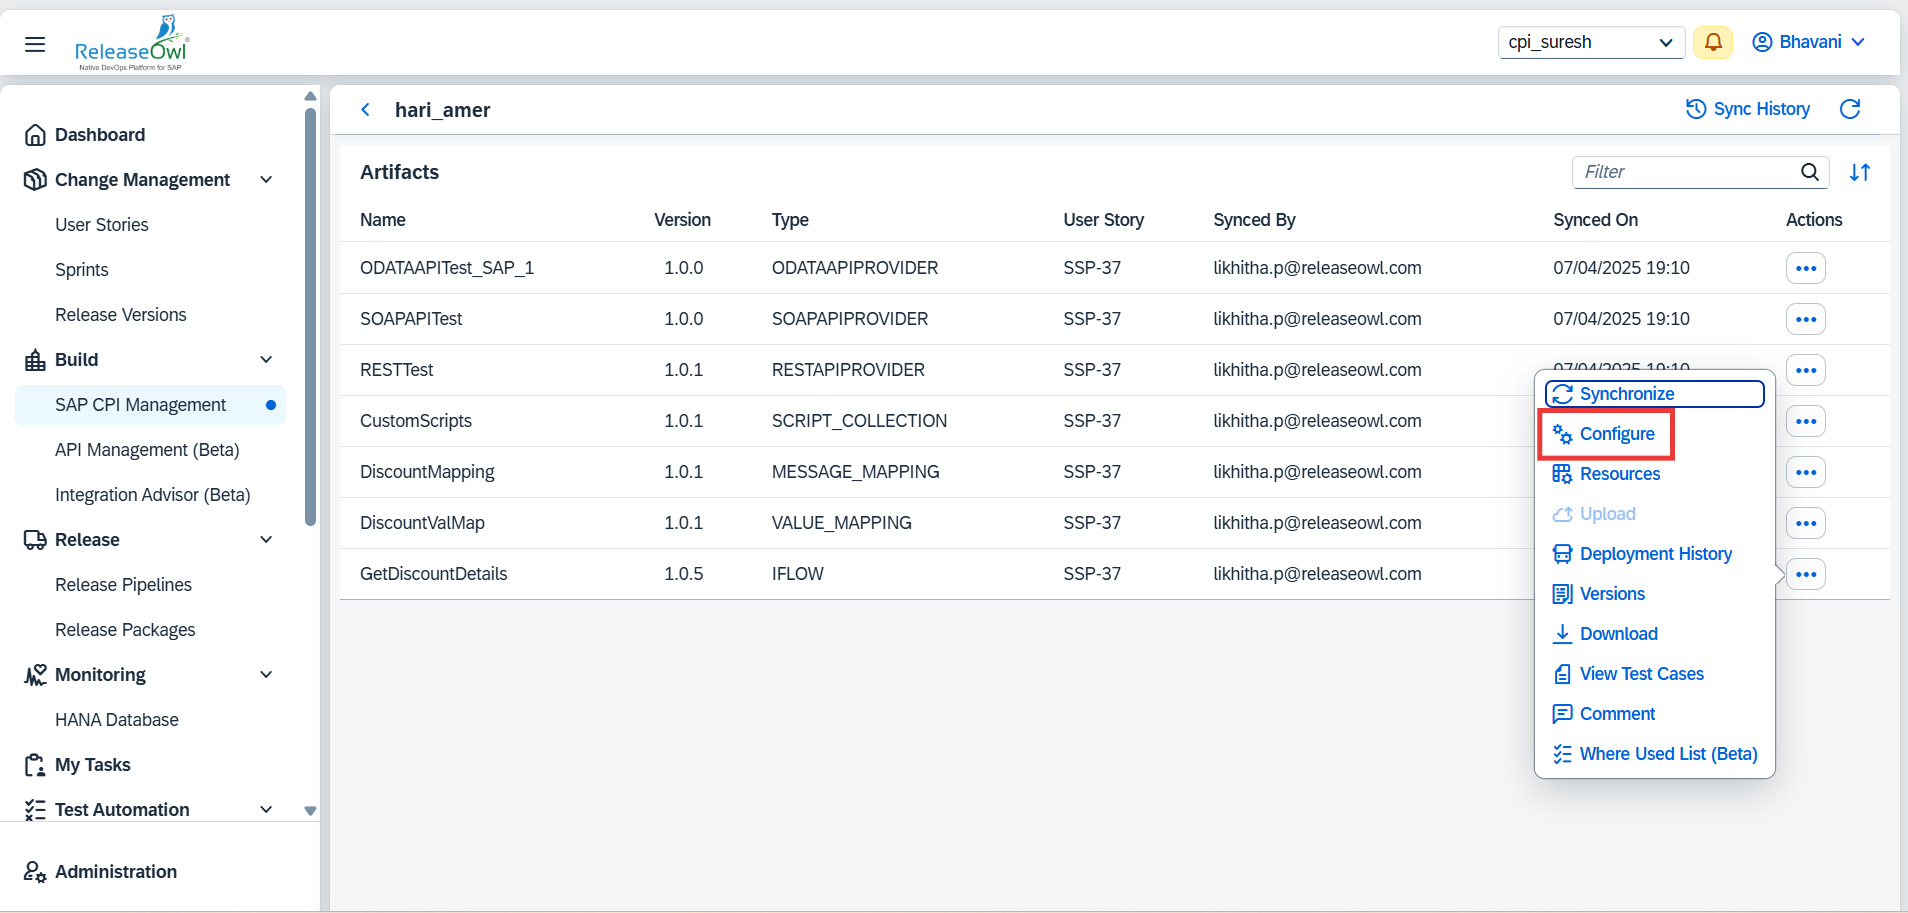 ReleaseOwl
®
Native DevOps Platform for SAP
cpi_suresh
Bhavani
Dashboard
Change Management
User Stories
Sprints
Release Versions
Build
SAP CPI Management
API Management (Beta)
Integration Advisor (Beta)
Release
Release Pipelines
Release Packages
Monitoring
HANA Database
My Tasks
Test Automation
Administration
hari_amer
Sync History
Artifacts
Filter
Name Version Type User Story Synced By Synced On Actions
ODATAAPITest_SAP_1 1.0.0 ODATAAPIPROVIDER SSP-37 likhitha.p@releaseowl.com 07/04/2025 19:10
SOAPAPITest 1.0.0 SOAPAPIPROVIDER SSP-37 likhitha.p@releaseowl.com 07/04/2025 19:10
RESTTest 1.0.1 RESTAPIPROVIDER SSP-37 likhitha.p@releaseowl.com 07/04/2025 19:10
CustomScripts 1.0.1 SCRIPT_COLLECTION SSP-37 likhitha.p@releaseowl.com
DiscountMapping 1.0.1 MESSAGE_MAPPING SSP-37 likhitha.p@releaseowl.com
DiscountValMap 1.0.1 VALUE_MAPPING SSP-37 likhitha.p@releaseowl.com
GetDiscountDetails 1.0.5 IFLOW SSP-37 likhitha.p@releaseowl.com
Synchronize
Configure
Resources
Upload
Deployment History
Versions
Download
View Test Cases
Comment
Where Used List (Beta)